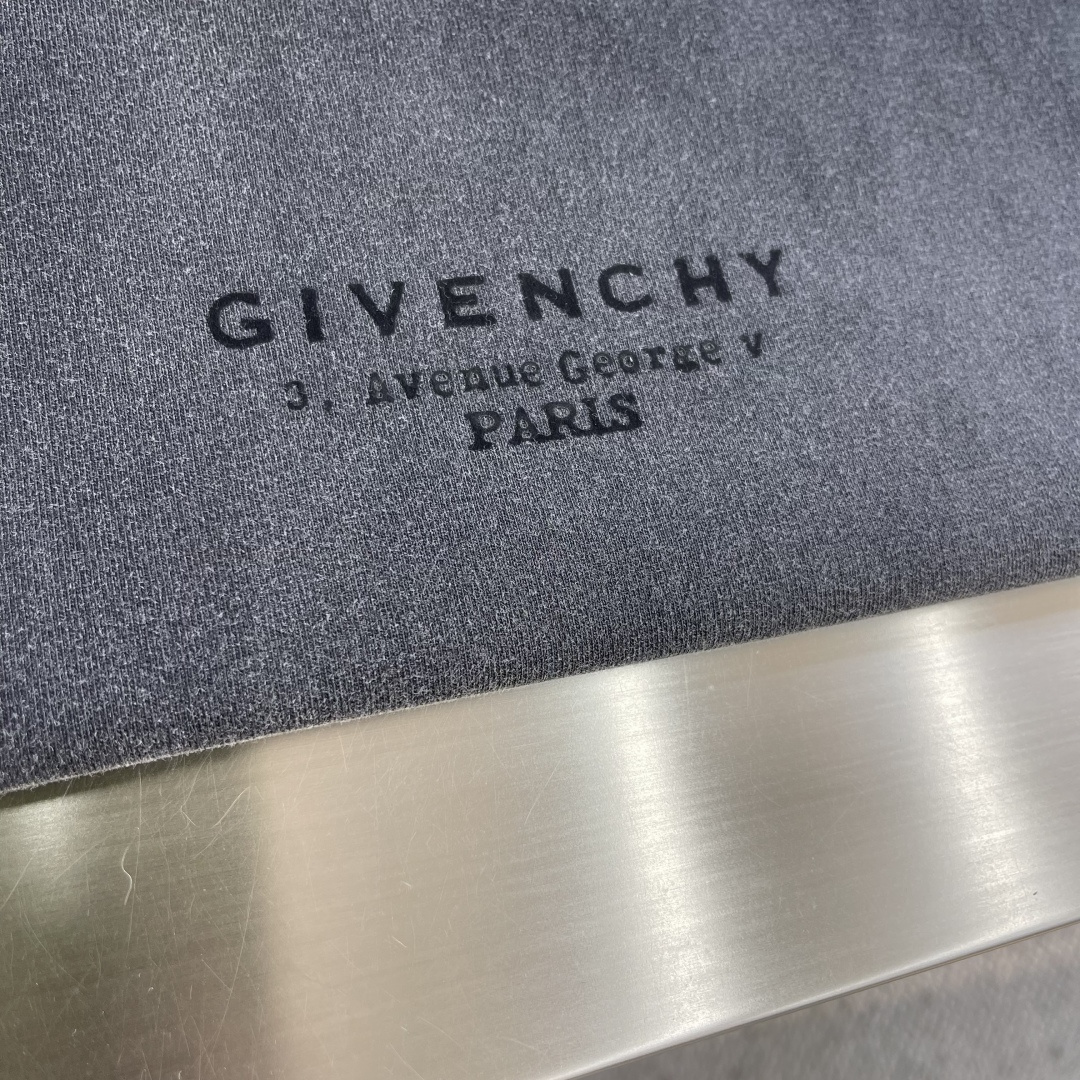 GIVENCHY
3, Avenue George v
PARIS